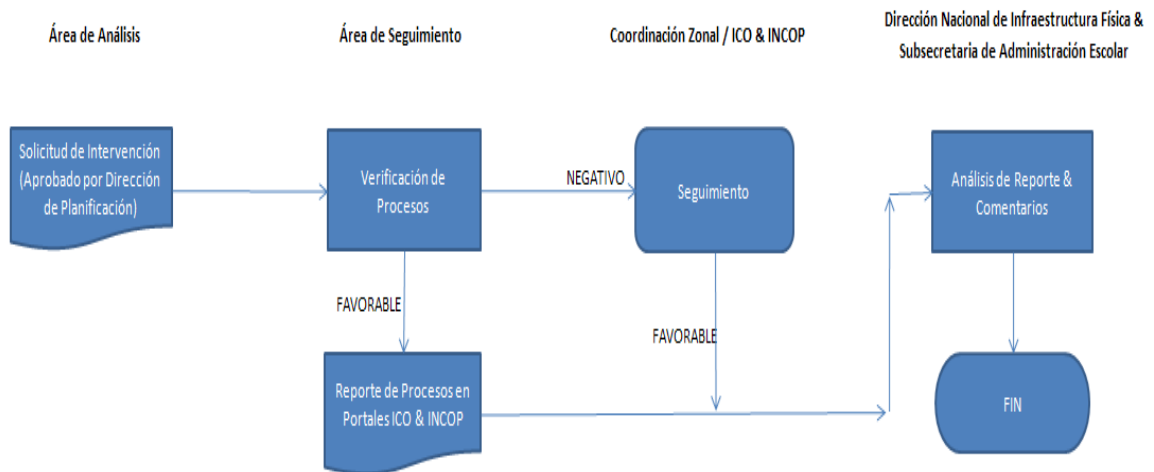 Área de Análisis
Área de Seguimiento
Coordinación Zonal / ICO & INCOP
Dirección Nacional de Infraestructura Física &
Subsecretaria de Administración Escolar
Solicitud de Intervención
(Aprobado por Dirección
de Planificación)
Verificación de
Procesos
NEGATIVO
Seguimiento
Análisis de Reporte &
Comentarios
FAVORABLE
FAVORABLE
Reporte de Procesos en
Portales ICO & INCOP
FIN